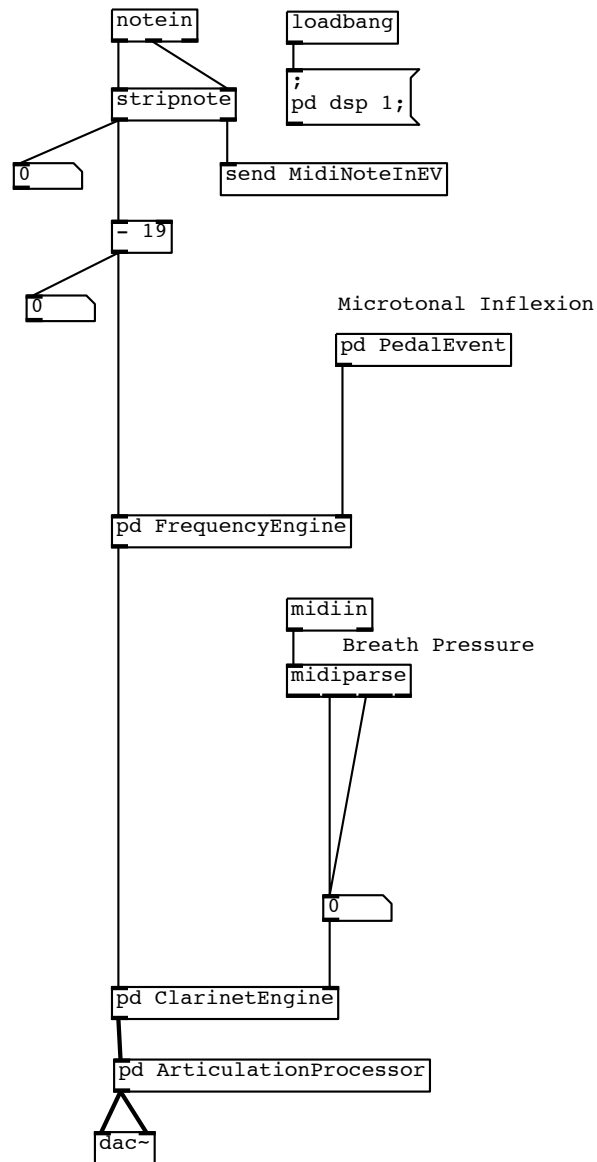 notein
loadbang
;
pd dsp 1;
stripnote
0
send MidiNoteInEV
- 19
0
Microtonal Inflexion
pd PedalEvent
pd FrequencyEngine
midiin
Breath Pressure
midiparse
0
pd ClarinetEngine
pd ArticulationProcessor
dac~